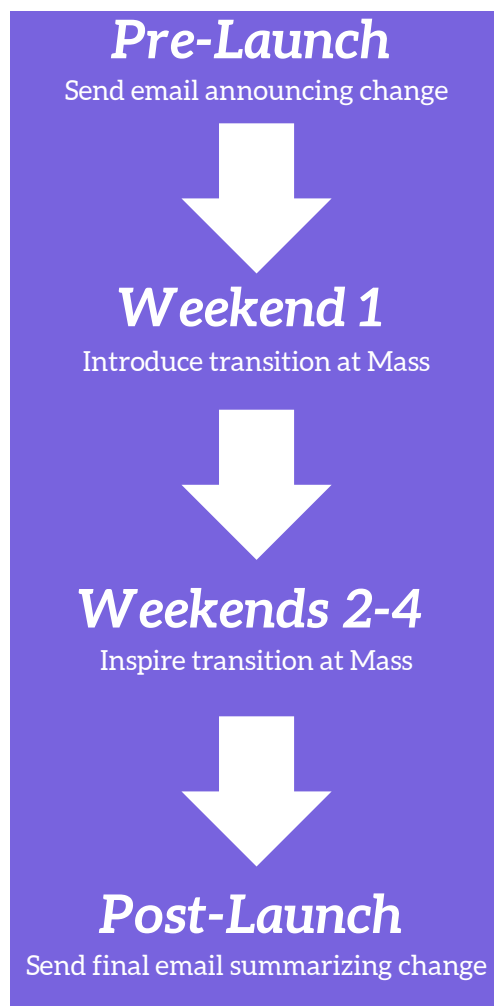 Pre-Launch
Send email announcing change
Weekend 1
Introduce transition at Mass
Weekends 2-4
Inspire transition at Mass
Post-Launch
Send final email summarizing change